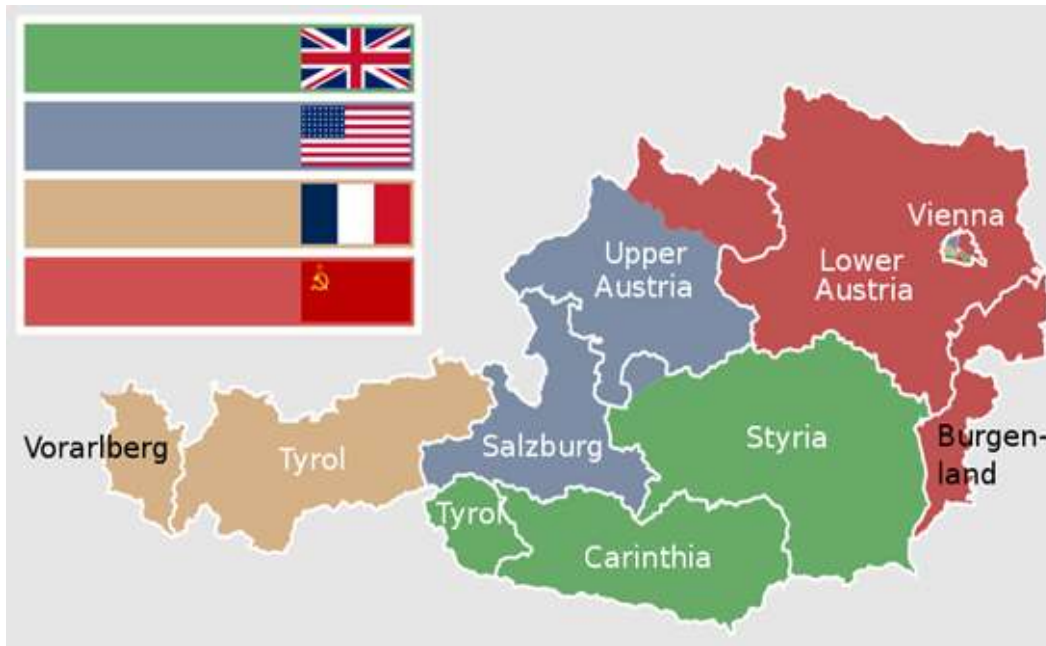 Vienna
Upper
Austria
Lower
Austria
Vorarlberg
Tyrol
Salzburg
Styria
Burgen-
land
Tyrol
Carinthia